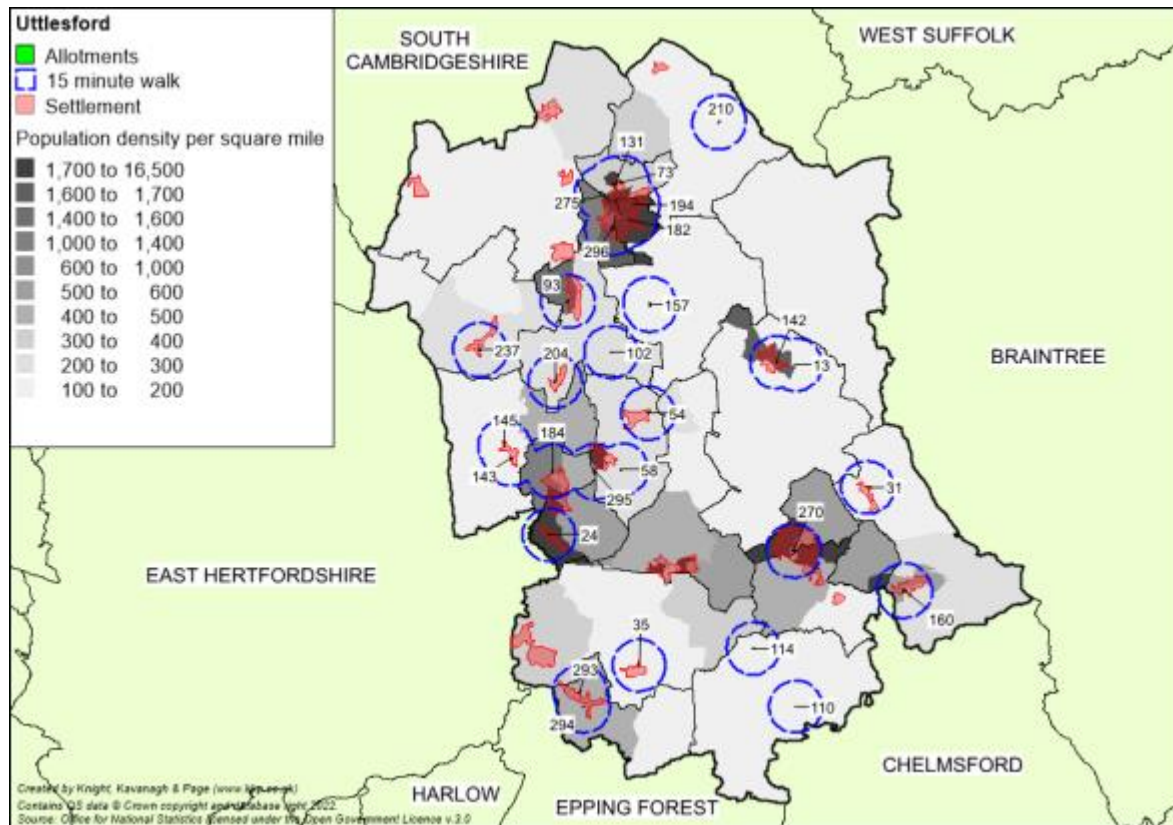 Uttlesford
Allotments
15 minute walk
Settlement
Population density per square mile
1,700 to 16,500
1,600 to 1,700
1,400 to 1,600
1,000 to 1,400
600 to 1,000
500 to 600
400 to 500
300 to 400
200 to 300
100 to 200
SOUTH
CAMBRIDGESHIRE
WEST SUFFOLK
210
131
73
275
194
182
296
93
157
142
237
204
102
13
54
145
184
143
58
295
31
270
24
BRAINTREE
EAST HERTFORDSHIRE
160
35
114
293
294
110
CHELMSFORD
HARLOW
EPPING FOREST
Created by Knight, Kavanagh & Page (www.kkp.co.uk)
Contains OS data © Crown copyright and database right 2022.
Source: Office for National Statistics licensed under the Open Government Licence v.3.0